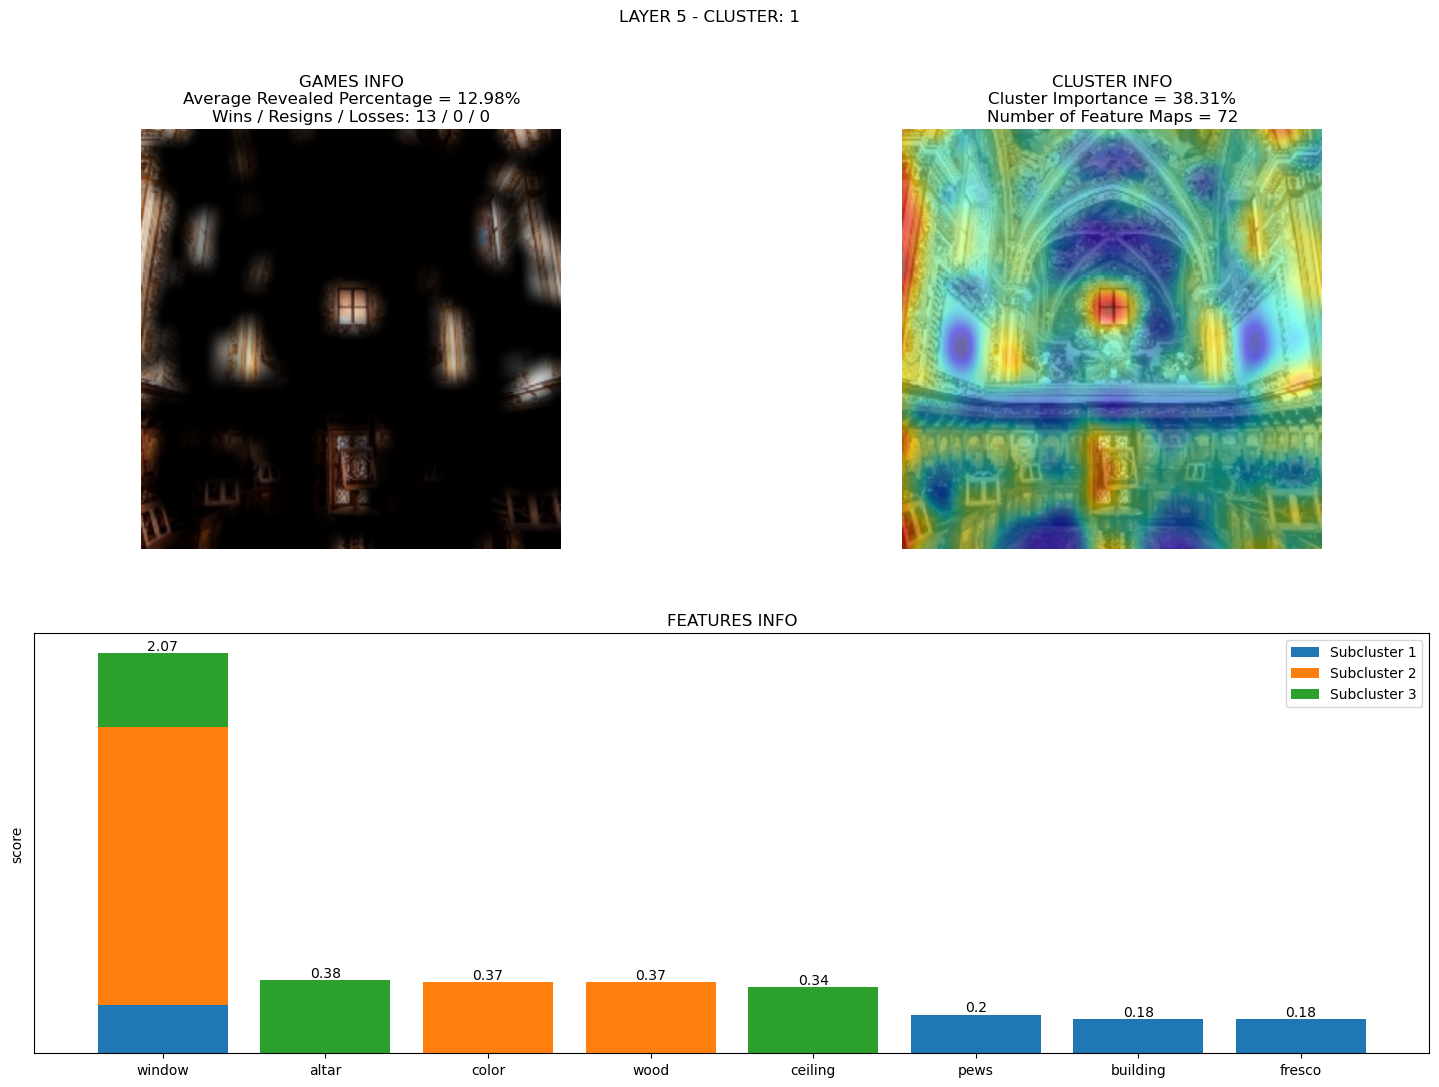 LAYER 5 - CLUSTER: 1
GAMES INFO
Average Revealed Percentage = 12.98%
Wins / Resigns / Losses: 13 / 0 / 0
CLUSTER INFO
Cluster Importance = 38.31%
Number of Feature Maps = 72
FEATURES INFO
Subcluster 1
Subcluster 2
Subcluster 3
score
2.07
0.38
0.37
0.37
0.34
0.2
0.18
0.18
window
altar
color
wood
ceiling
pews
building
fresco